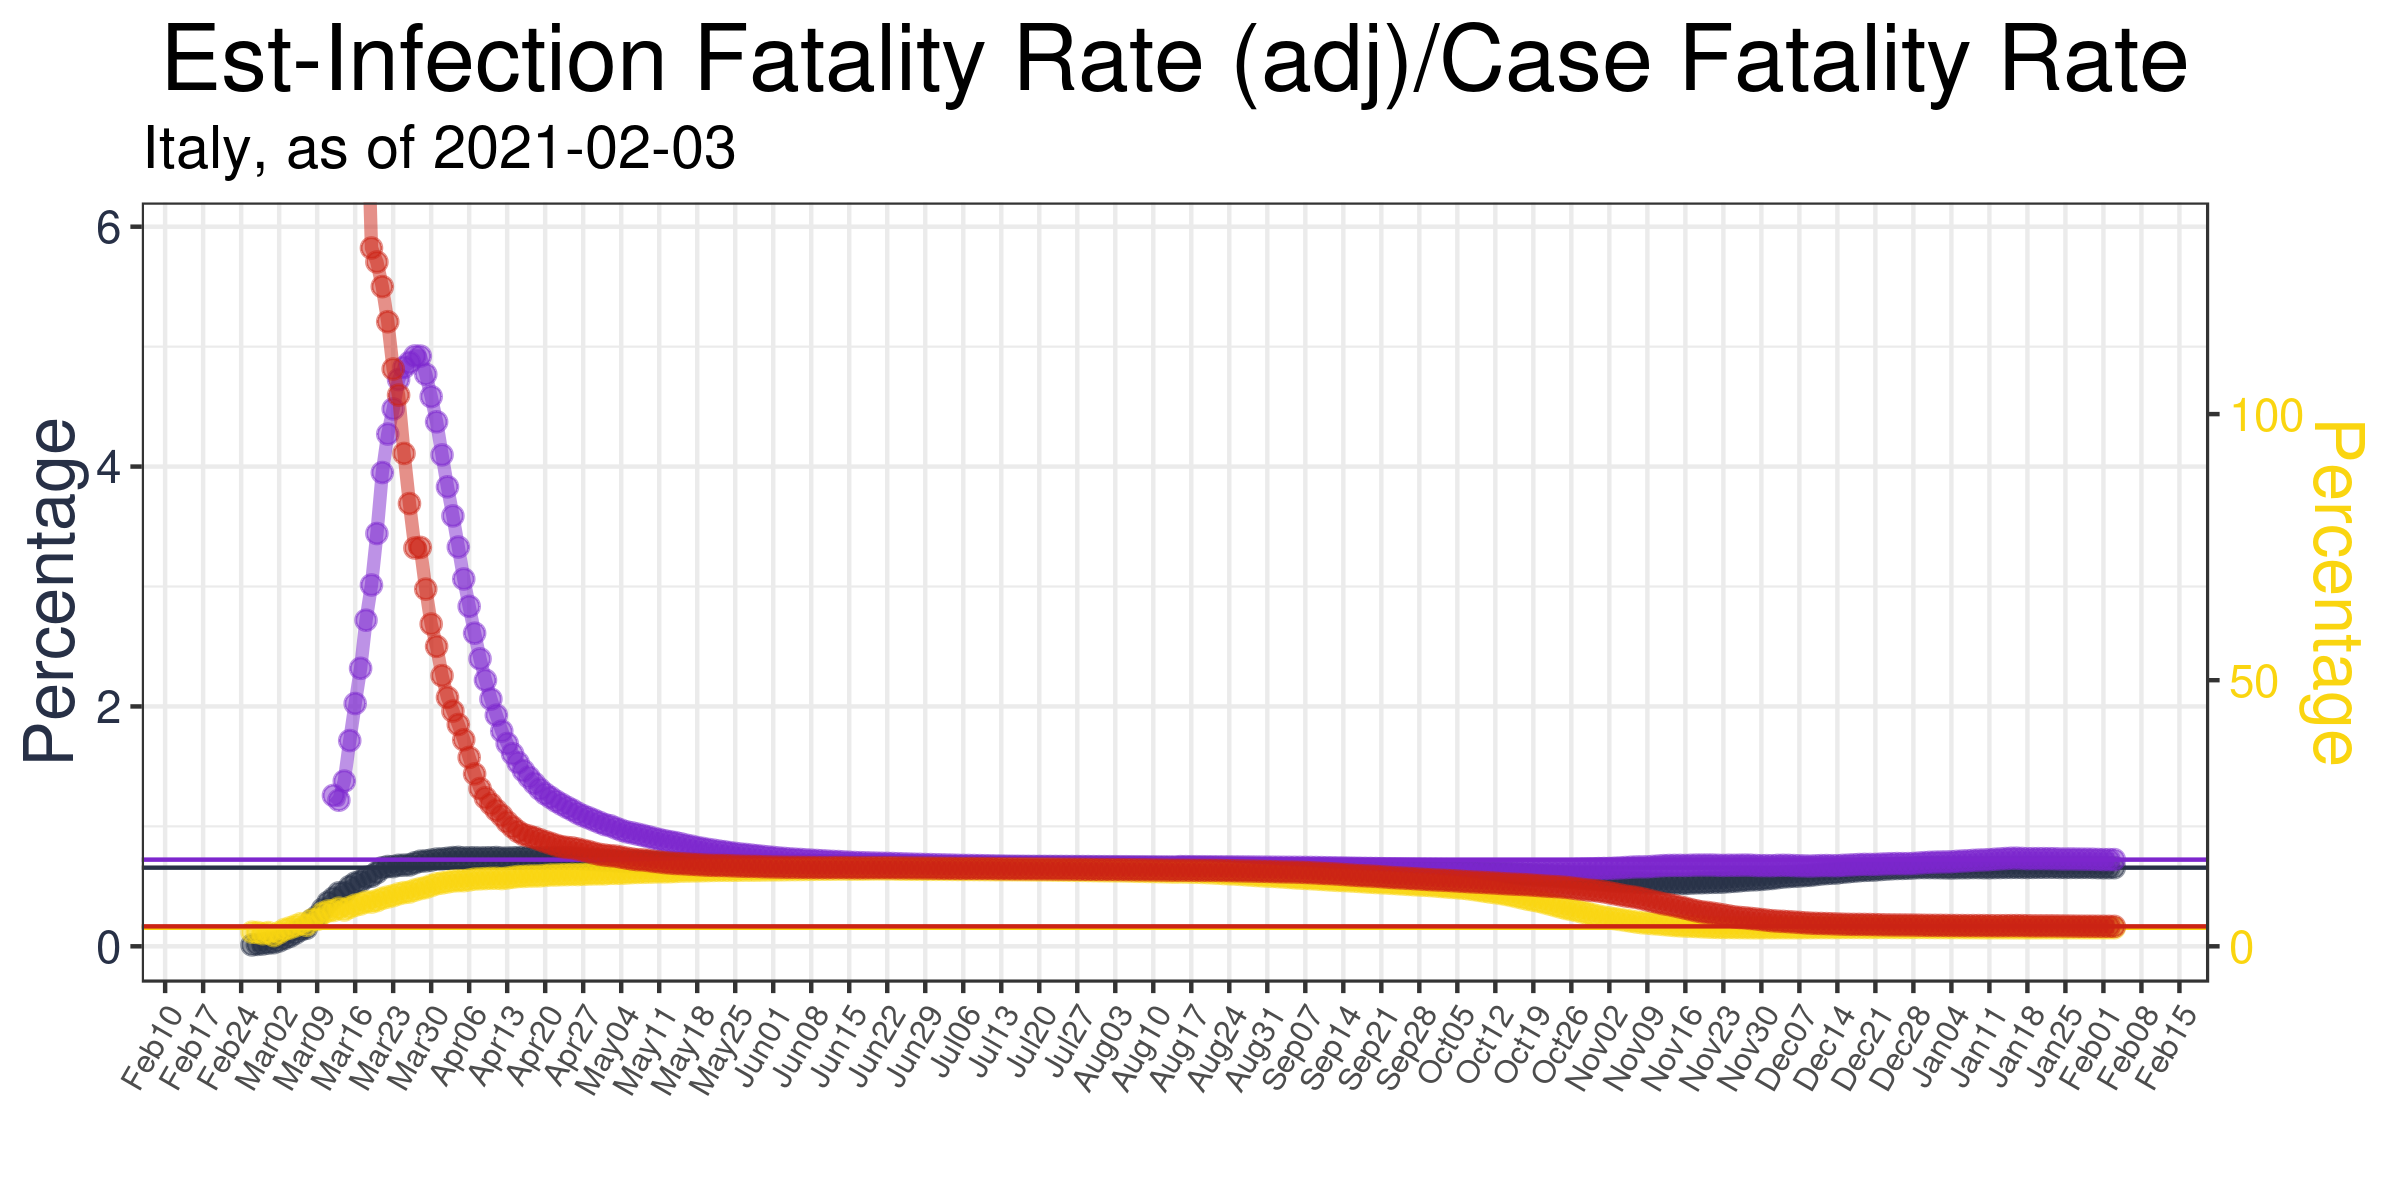 Est-Infection Fatality Rate (adj)/Case Fatality Rate
Italy, as of 2021-02-03
Percentage
6
4
2
0
100
50
0
Percentage
Feb10
Feb17
Feb24
Mar02
Mar09
Mar16
Mar23
Mar30
Apr06
Apr13
Apr20
Apr27
May04
May11
May18
May25
Jun01
Jun08
Jun15
Jun22
Jun29
Jul06
Jul13
Jul20
Jul27
Aug03
Aug10
Aug17
Aug24
Aug31
Sep07
Sep14
Sep21
Sep28
Oct05
Oct12
Oct19
Oct26
Nov02
Nov09
Nov16
Nov23
Nov30
Dec07
Dec14
Dec21
Dec28
Jan04
Jan11
Jan18
Jan25
Feb01
Feb08
Feb15